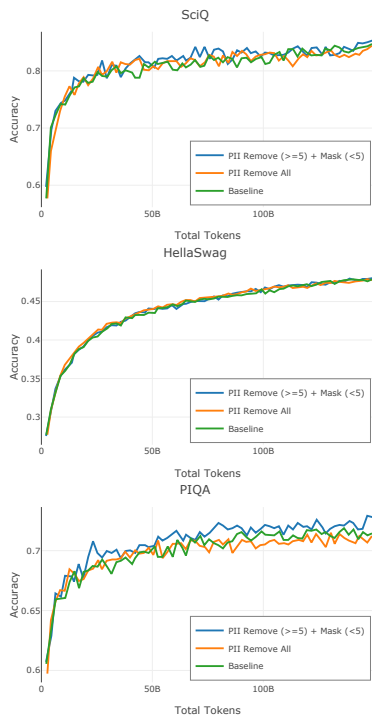 SciQ
0.8
0.7
0.6
Accuracy
PII Remove (>=5) + Mask (<5)
PII Remove All
Baseline
0
50B
100B
Total Tokens
HellaSwag
0.45
0.4
0.35
0.3
Accuracy
PII Remove (>=5) + Mask (<5)
PII Remove All
Baseline
0
50B
100B
Total Tokens
PIQA
0.7
0.65
0.6
Accuracy
PII Remove (>=5) + Mask (<5)
PII Remove All
Baseline
0
50B
100B
Total Tokens